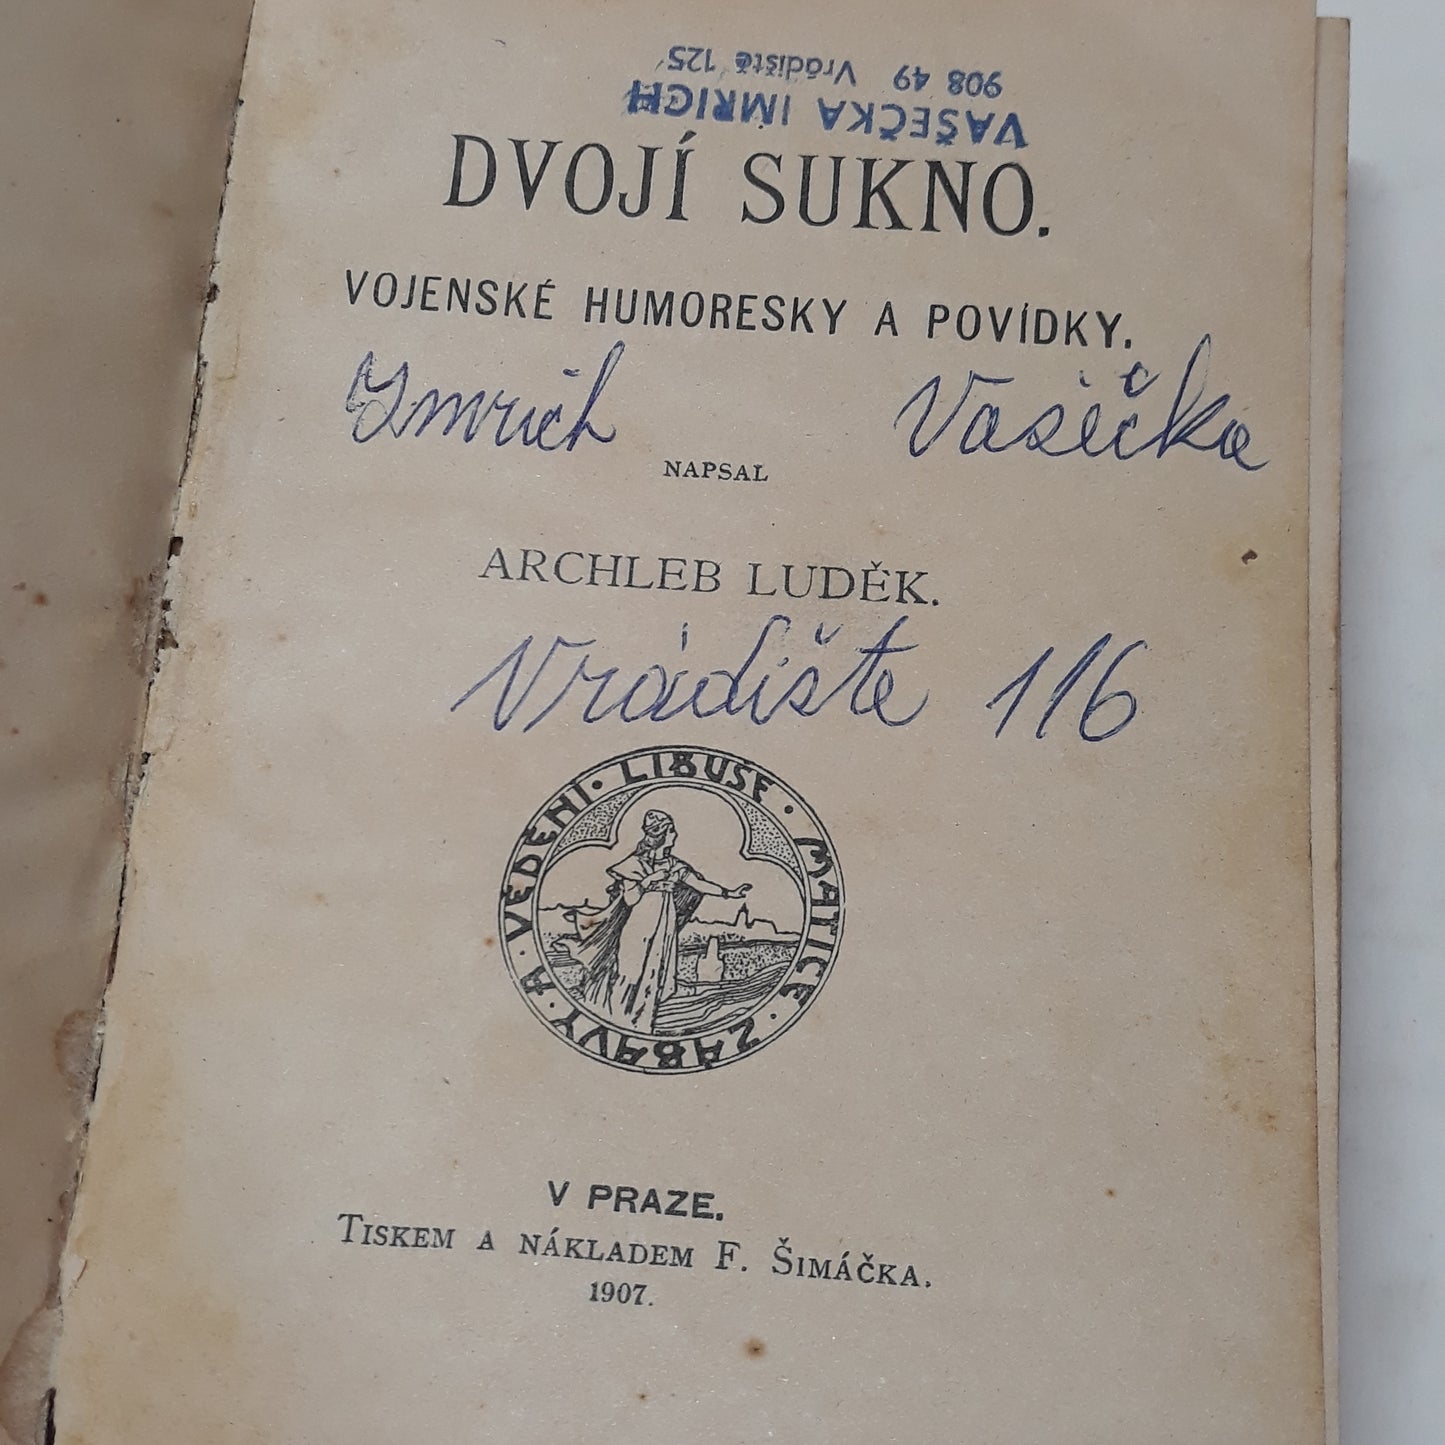 VAŠEČKA IMRICH
908 49 Vrádiště 125
DVOJÍ SUKNO.
VOJENSKÉ HUMORESKY A POVÍDKY.
Imrich Vašečka
NAPSAL
ARCHLEB LUDĚK.
Vrádište 116
LIBUŠE · MATICE · ZÁBAVY · A · VĚDĚNÍ ·
V PRAZE.
TISKEM A NÁKLADEM F. ŠIMÁČKA.
1907.